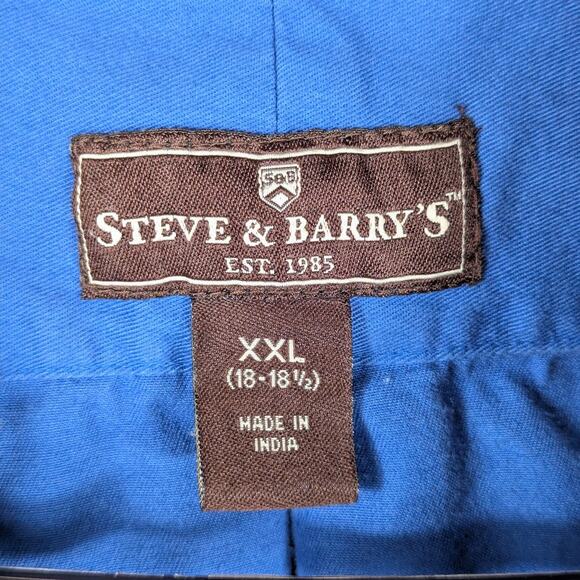 S&B
STEVE & BARRY'S™
EST. 1985
XXL
(18-18½)
MADE IN
INDIA